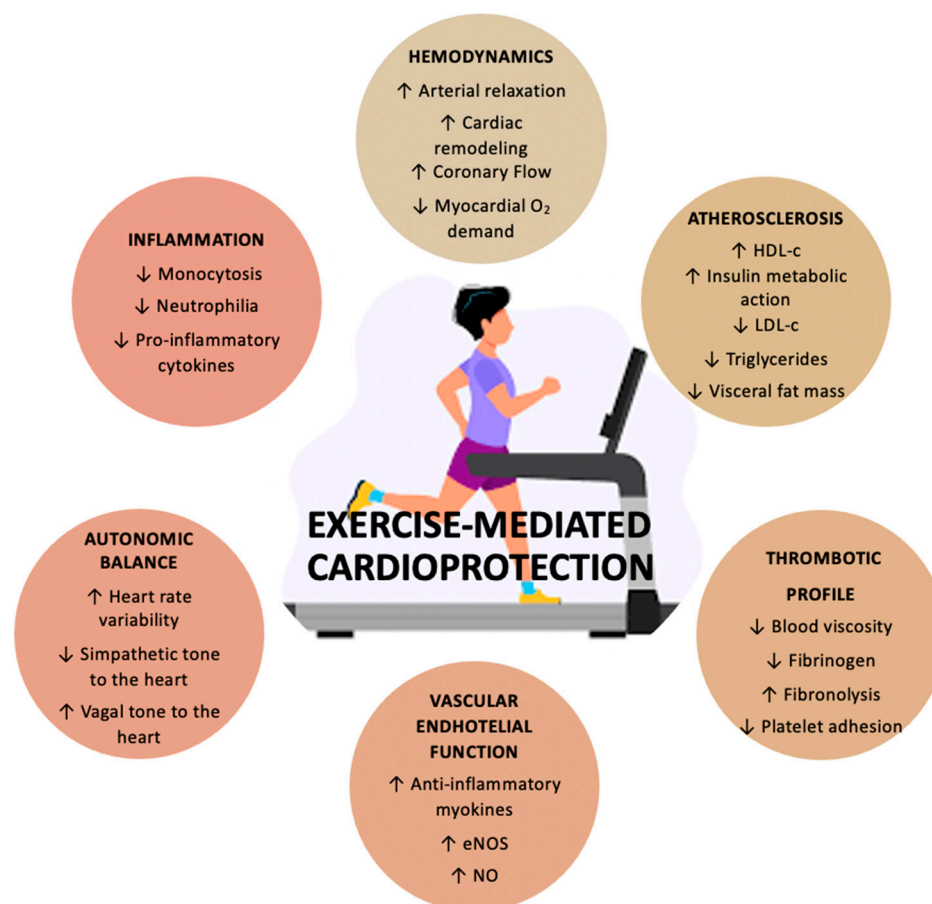 HEMODYNAMICS
↑ Arterial relaxation
↑ Cardiac
remodeling
↑ Coronary Flow
↓ Myocardial O₂
demand
ATHEROSCLEROSIS
↑ HDL-c
↑ Insulin metabolic
action
↓ LDL-c
↓ Triglycerides
↓ Visceral fat mass
THROMBOTIC
PROFILE
↓ Blood viscosity
↓ Fibrinogen
↑ Fibronolysis
↓ Platelet adhesion
VASCULAR
ENDHOTELIAL
FUNCTION
↑ Anti-inflammatory
myokines
↑ eNOS
↑ NO
AUTONOMIC
BALANCE
↑ Heart rate
variability
↓ Simpathetic tone
to the heart
↑ Vagal tone to the
heart
INFLAMMATION
↓ Monocytosis
↓ Neutrophilia
↓ Pro-inflammatory
cytokines
EXERCISE-MEDIATED
CARDIOPROTECTION